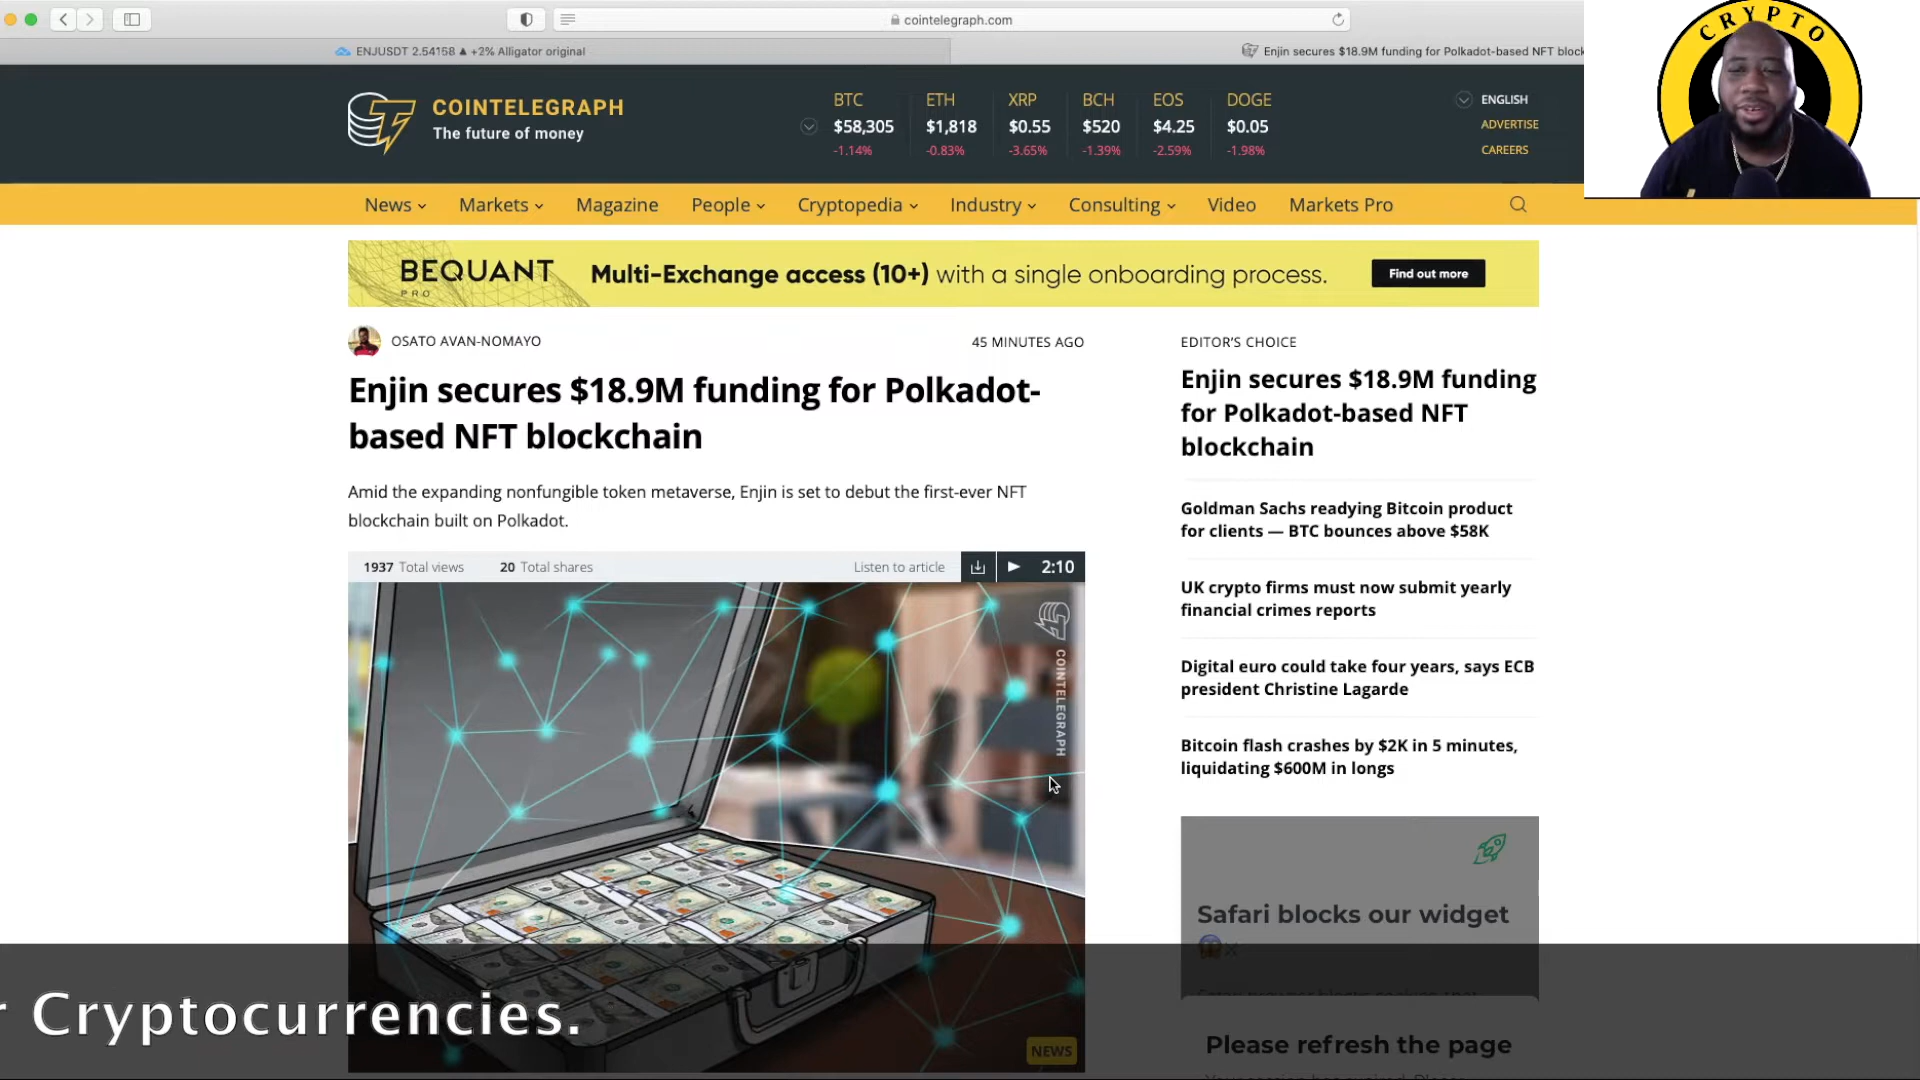 cointelegraph.com
ENJUSDT 2.54158 ▲ +2% Alligator original
Enjin secures $18.9M funding for Polkadot-based NFT block
CRYPTO
COINTELEGRAPH
The future of money
BTC ETH XRP BCH EOS DOGE
$58,305 $1,818 $0.55 $520 $4.25 $0.05
-1.14% -0.83% -3.65% -1.39% -2.59% -1.98%
ENGLISH
ADVERTISE
CAREERS
News Markets Magazine People Cryptopedia Industry Consulting Video Markets Pro
BEQUANT
PRO
Multi-Exchange access (10+) with a single onboarding process.
Find out more
OSATO AVAN-NOMAYO
45 MINUTES AGO
Enjin secures $18.9M funding for Polkadot-
based NFT blockchain
Amid the expanding nonfungible token metaverse, Enjin is set to debut the first-ever NFT
blockchain built on Polkadot.
1937 Total views 20 Total shares Listen to article 2:10
COINTELEGRAPH
NEWS
EDITOR'S CHOICE
Enjin secures $18.9M funding
for Polkadot-based NFT
blockchain
Goldman Sachs readying Bitcoin product
for clients — BTC bounces above $58K
UK crypto firms must now submit yearly
financial crimes reports
Digital euro could take four years, says ECB
president Christine Lagarde
Bitcoin flash crashes by $2K in 5 minutes,
liquidating $600M in longs
Safari blocks our widget
Please refresh the page
r Cryptocurrencies.